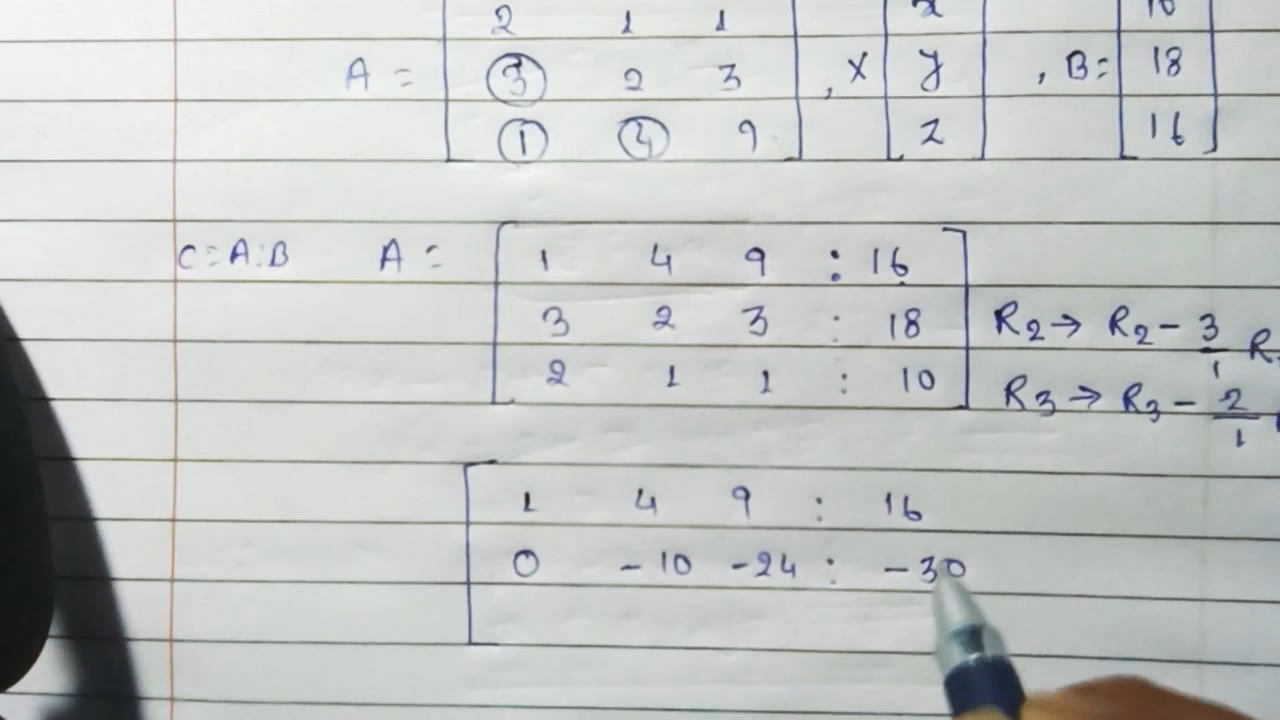 2 1 1 x 10
A = 3 2 3 , X y , B = 18
1 4 9 z 16
C = A:B A = 1 4 9 : 16
3 2 3 : 18 R2 → R2 - 3/1 R
2 1 1 : 10 R3 → R3 - 2/1
1 4 9 : 16
0 -10 -24 : -30